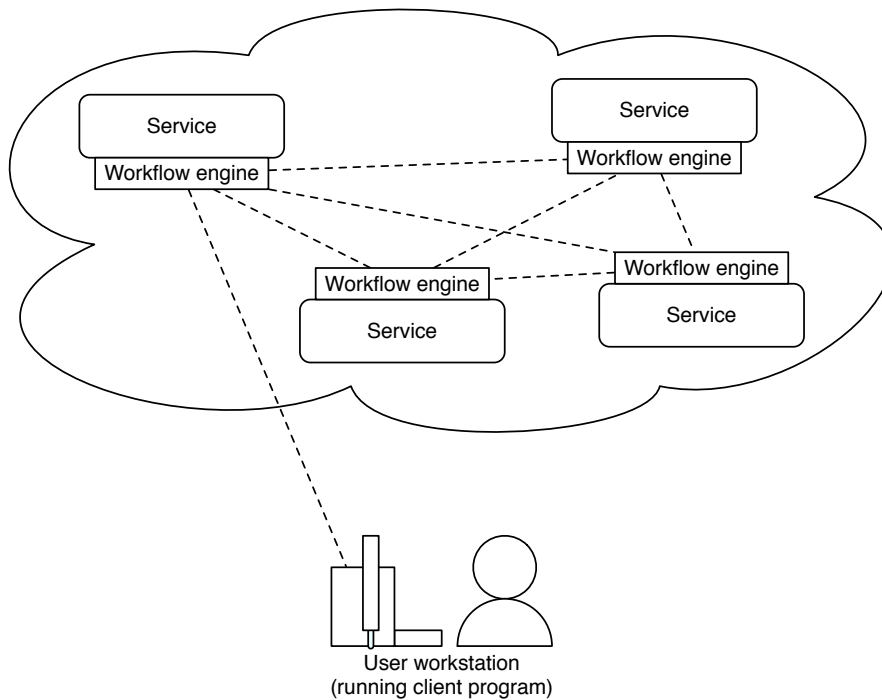 Service
Workflow engine
Service
Workflow engine
Workflow engine
Service
Workflow engine
Service
User workstation
(running client program)